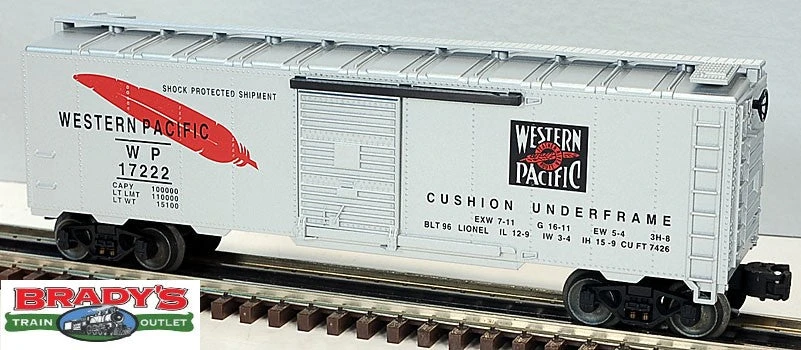 SHOCK PROTECTED SHIPMENT
WESTERN PACIFIC
W P
17222
CAPY 100000
LT LMT 110000
LT WT 15100
WESTERN
PACIFIC
CUSHION UNDERFRAME
EXW 7-11 G 16-11 EW 5-4 3H-8
BLT 96 LIONEL IL 12-9 IW 3-4 IH 15-9 CU FT 7426
BRADY'S
TRAIN OUTLET